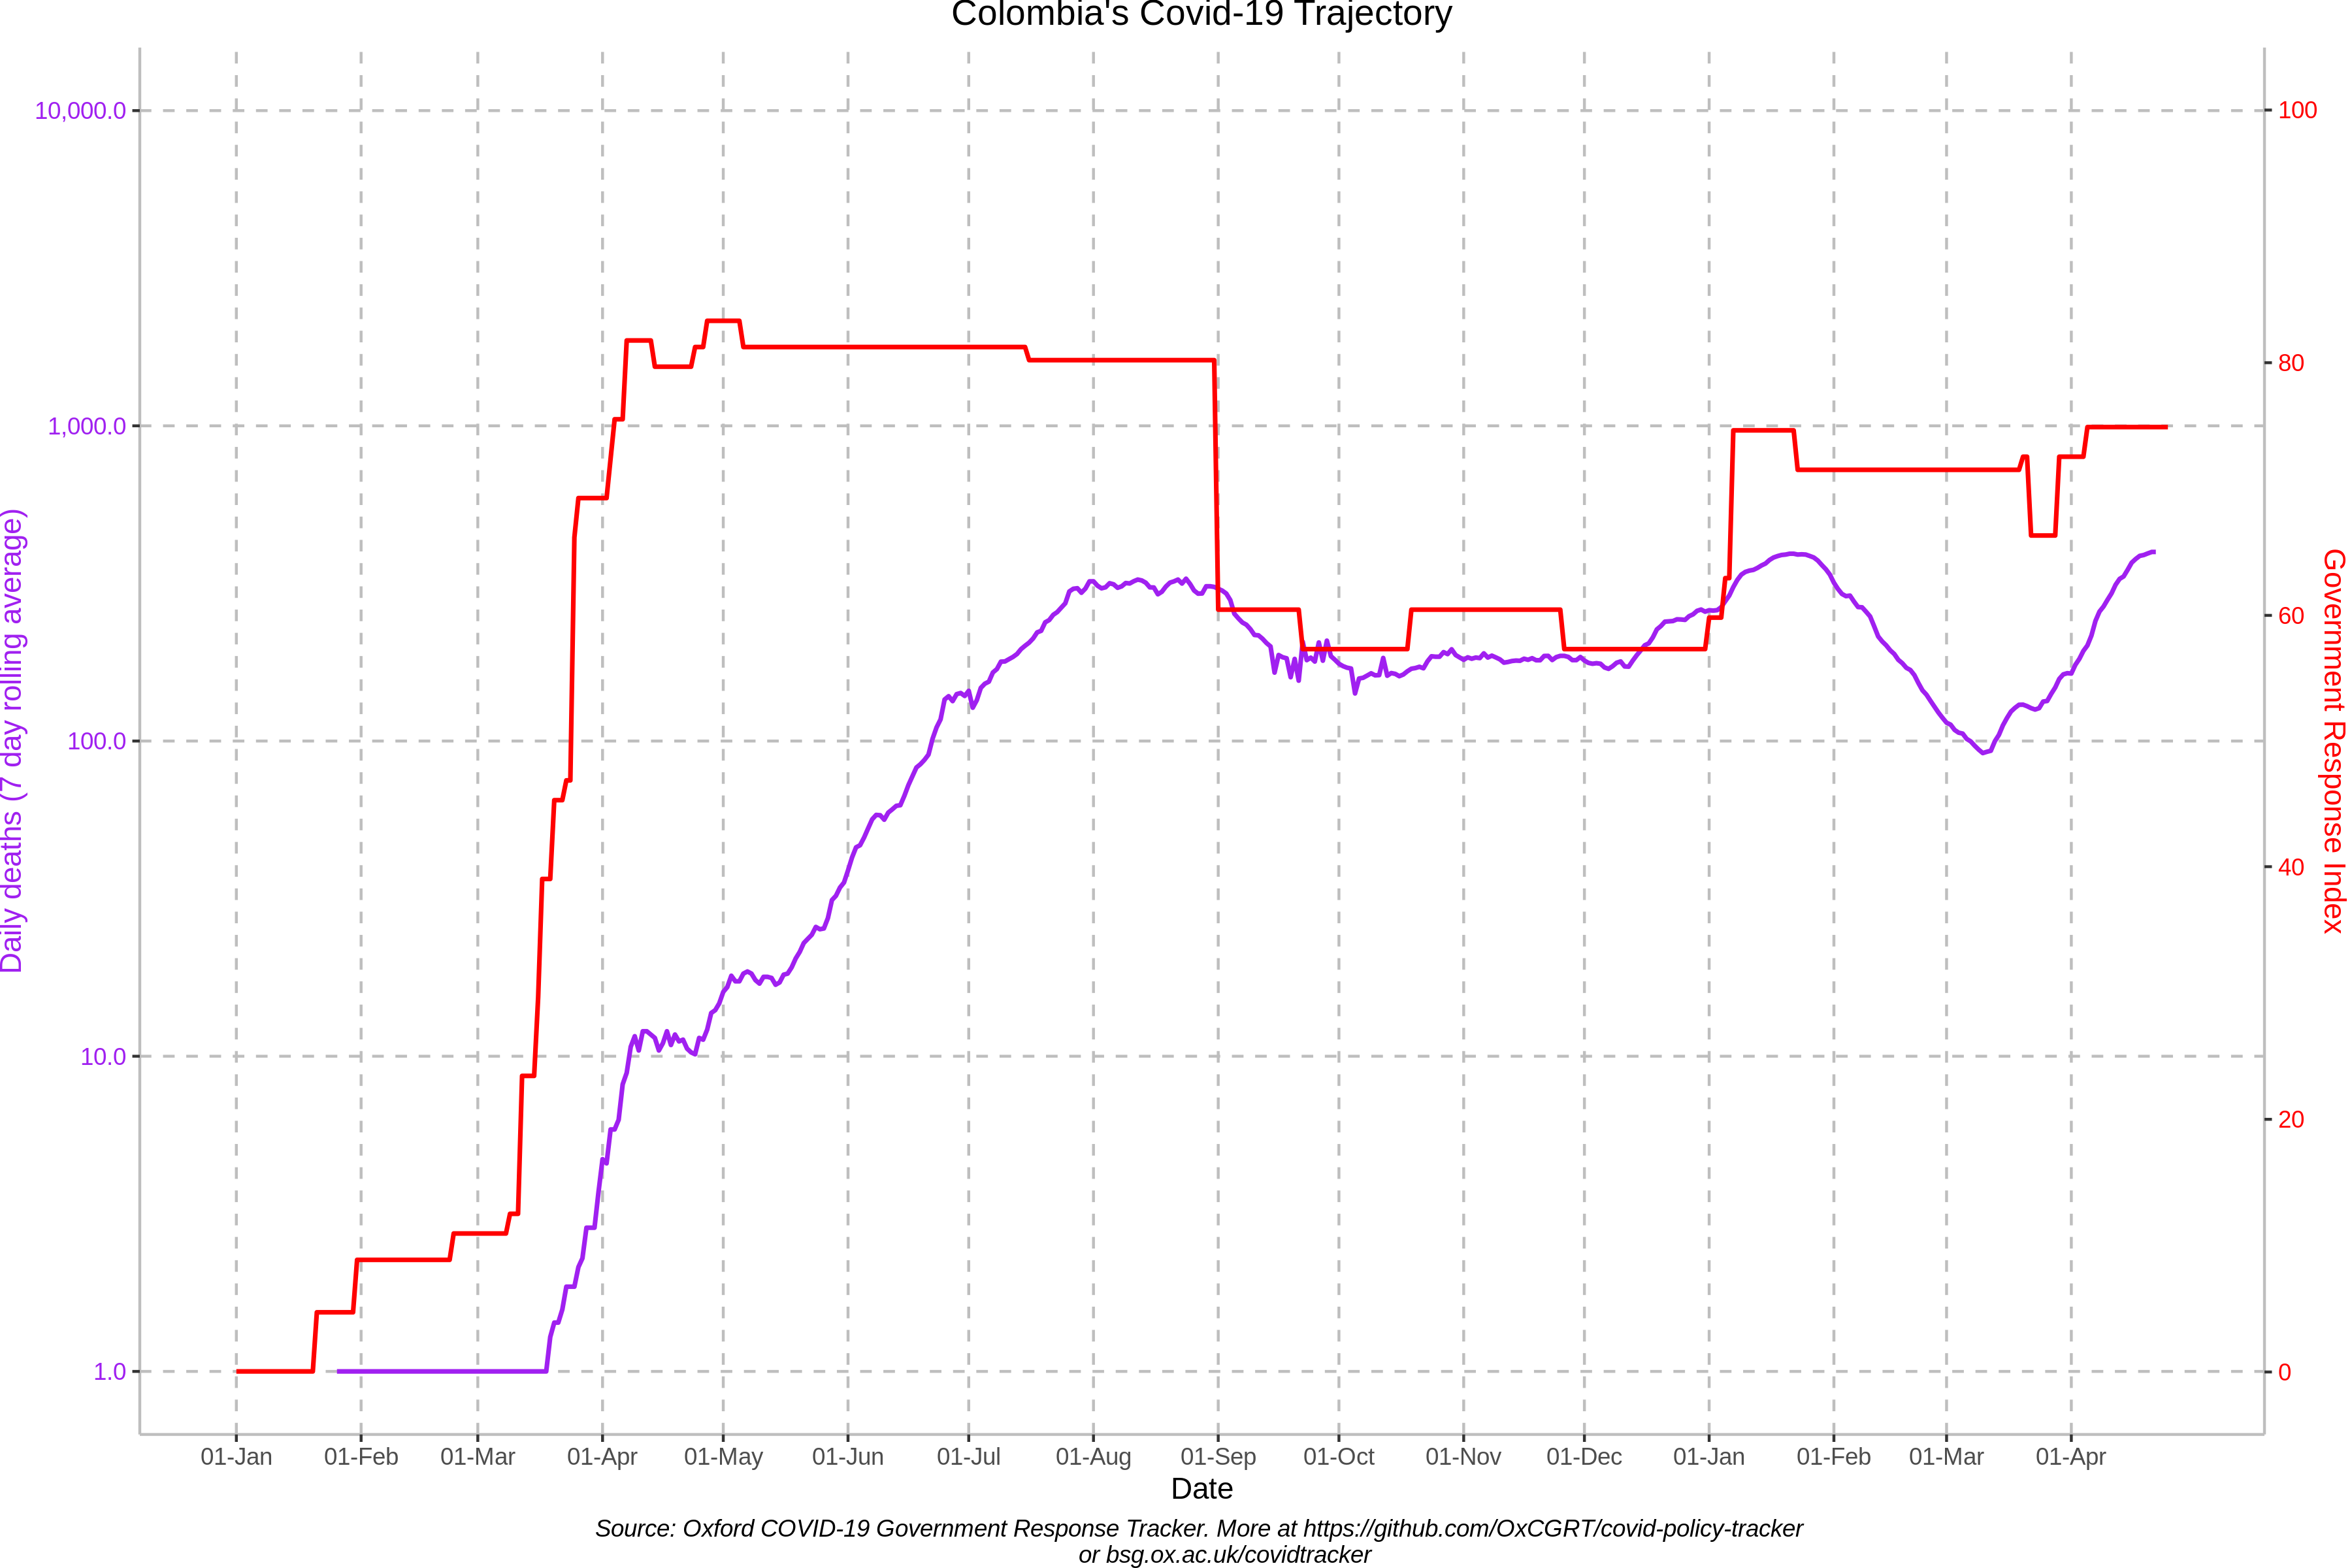 Colombia's Covid-19 Trajectory
10,000.0
1,000.0
100.0
10.0
1.0
Daily deaths (7 day rolling average)
100
80
60
40
20
0
Government Response Index
01-Jan 01-Feb 01-Mar 01-Apr 01-May 01-Jun 01-Jul 01-Aug 01-Sep 01-Oct 01-Nov 01-Dec 01-Jan 01-Feb 01-Mar 01-Apr
Date
Source: Oxford COVID-19 Government Response Tracker. More at https://github.com/OxCGRT/covid-policy-tracker
or bsg.ox.ac.uk/covidtracker